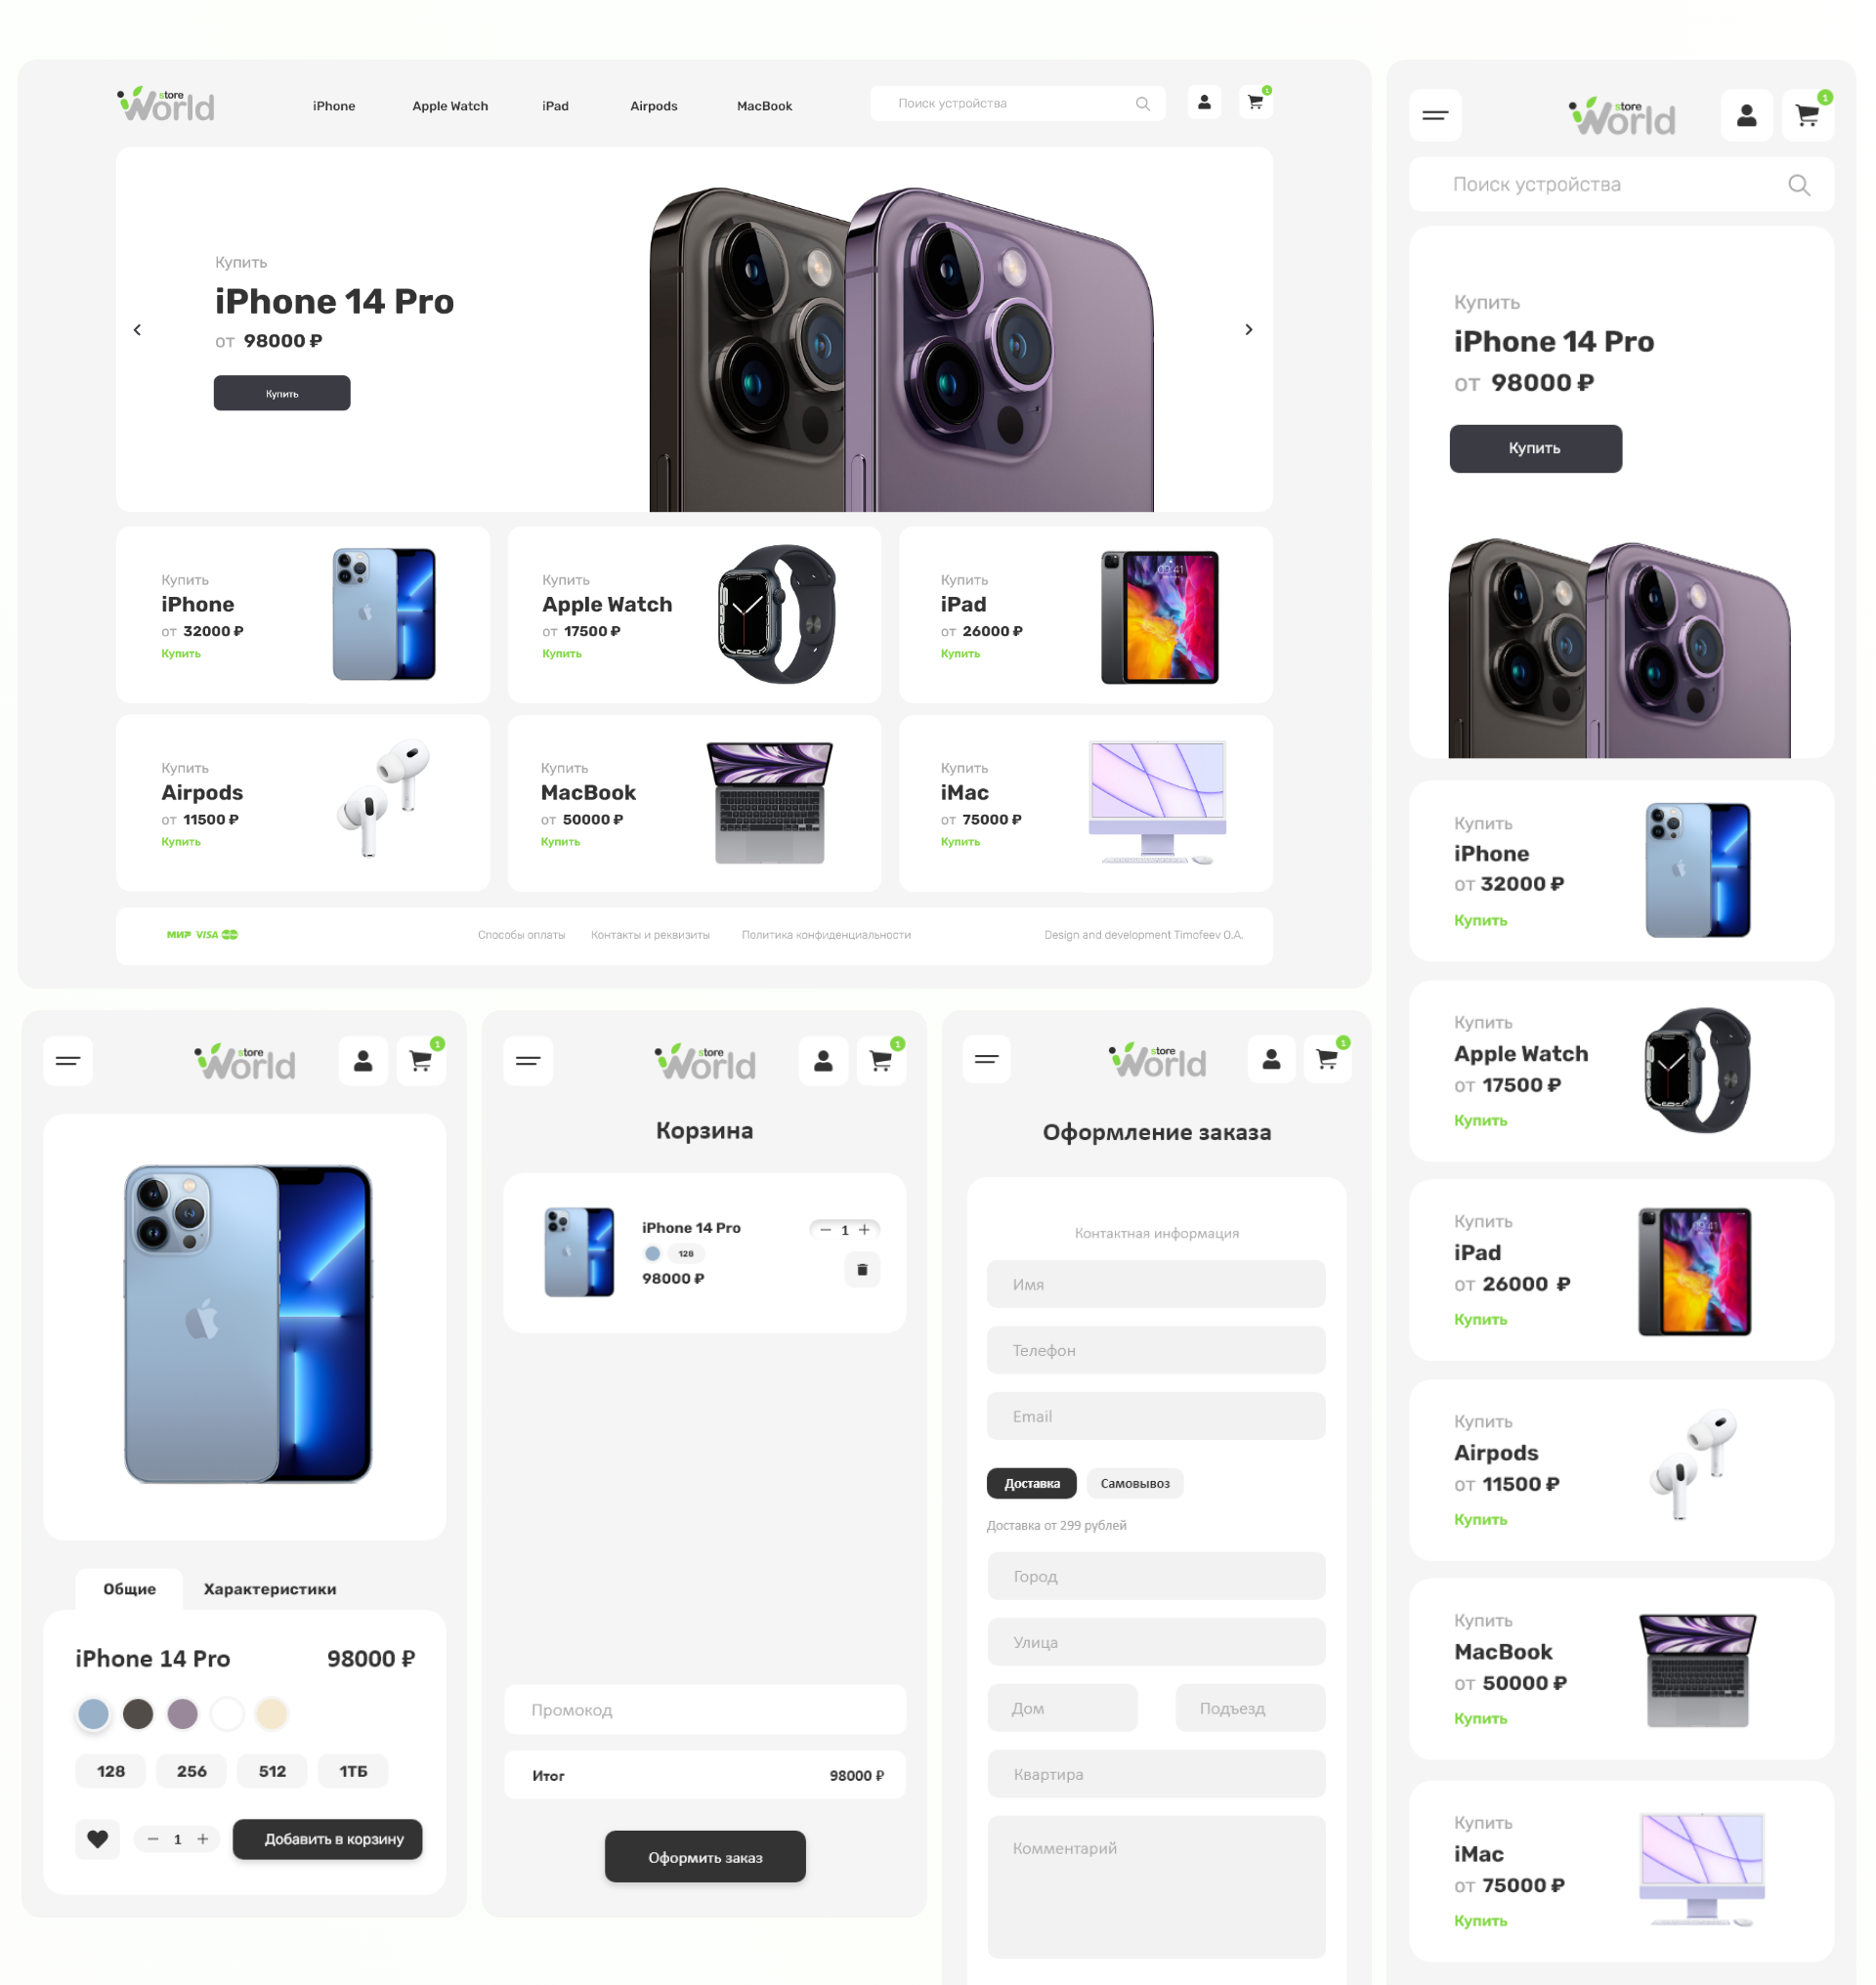 store
World
iPhone Apple Watch iPad Airpods MacBook
Поиск устройства
1
Купить
iPhone 14 Pro
от 98000 ₽
Купить
Купить
iPhone
от 32000 ₽
Купить
Купить
Apple Watch
от 17500 ₽
Купить
Купить
iPad
от 26000 ₽
Купить
Купить
Airpods
от 11500 ₽
Купить
Купить
MacBook
от 50000 ₽
Купить
Купить
iMac
от 75000 ₽
Купить
МИР VISA
Способы оплаты Контакты и реквизиты Политика конфиденциальности
Design and development Timofeev O.A.
store
World
1
Поиск устройства
Купить
iPhone 14 Pro
от 98000 ₽
Купить
Купить
iPhone
от 32000 ₽
Купить
Купить
Apple Watch
от 17500 ₽
Купить
Купить
iPad
от 26000 ₽
Купить
Купить
Airpods
от 11500 ₽
Купить
Купить
MacBook
от 50000 ₽
Купить
Купить
iMac
от 75000 ₽
Купить
store
World
1
Общие Характеристики
iPhone 14 Pro 98000 ₽
128 256 512 1ТБ
1
Добавить в корзину
store
World
1
Корзина
iPhone 14 Pro
1
128
98000 ₽
Промокод
Итог 98000 ₽
Оформить заказ
store
World
1
Оформление заказа
Контактная информация
Имя
Телефон
Email
Доставка Самовывоз
Доставка от 299 рублей
Город
Улица
Дом Подъезд
Квартира
Комментарий